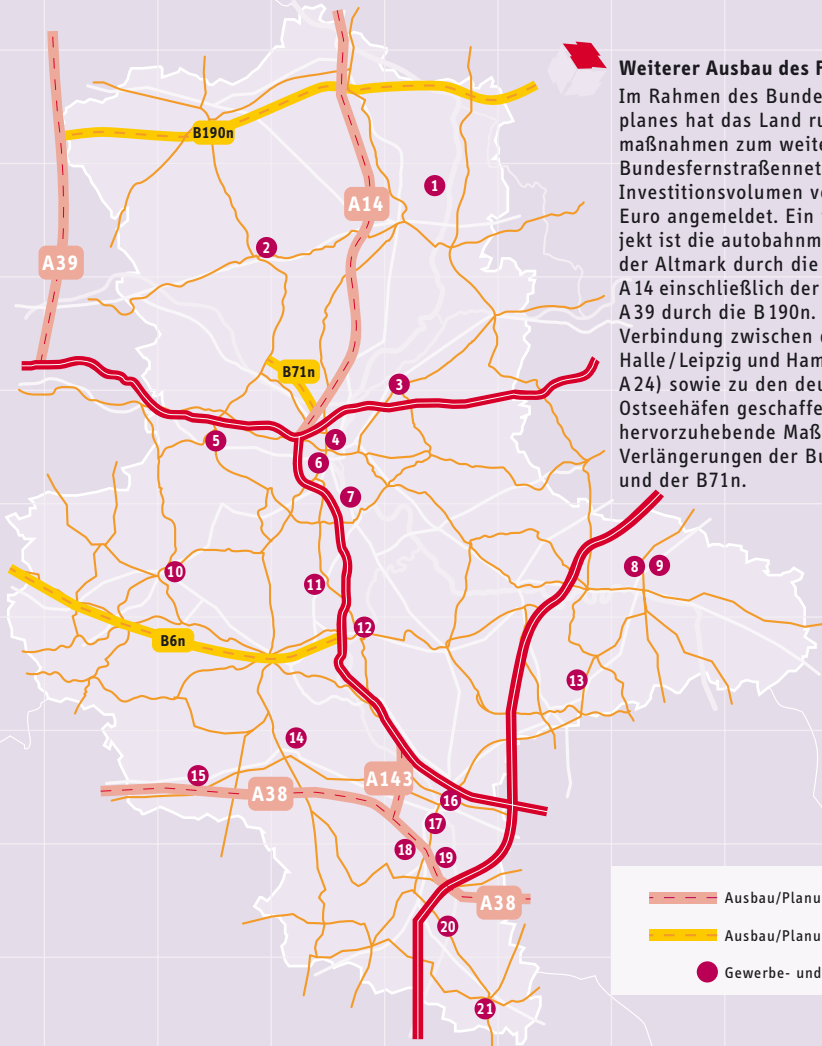 Weiterer Ausbau des F
Im Rahmen des Bunde
planes hat das Land ru
maßnahmen zum weite
Bundesfernstraßennet
Investitionsvolumen v
Euro angemeldet. Ein
jekt ist die autobahnm
der Altmark durch die
A 14 einschließlich der
A 39 durch die B 190n.
Verbindung zwischen
Halle / Leipzig und Ham
A 24) sowie zu den deu
Ostseehäfen geschaffe
hervorzuhebende Maß
Verlängerungen der Bu
und der B71n.
B190n
1
A14
2
A39
B71n
3
4
5
6
7
8
9
10
11
12
B6n
13
14
15
A143
A38
16
17
18
19
A38
20
21
Ausbau/Planu
Ausbau/Planu
Gewerbe- und